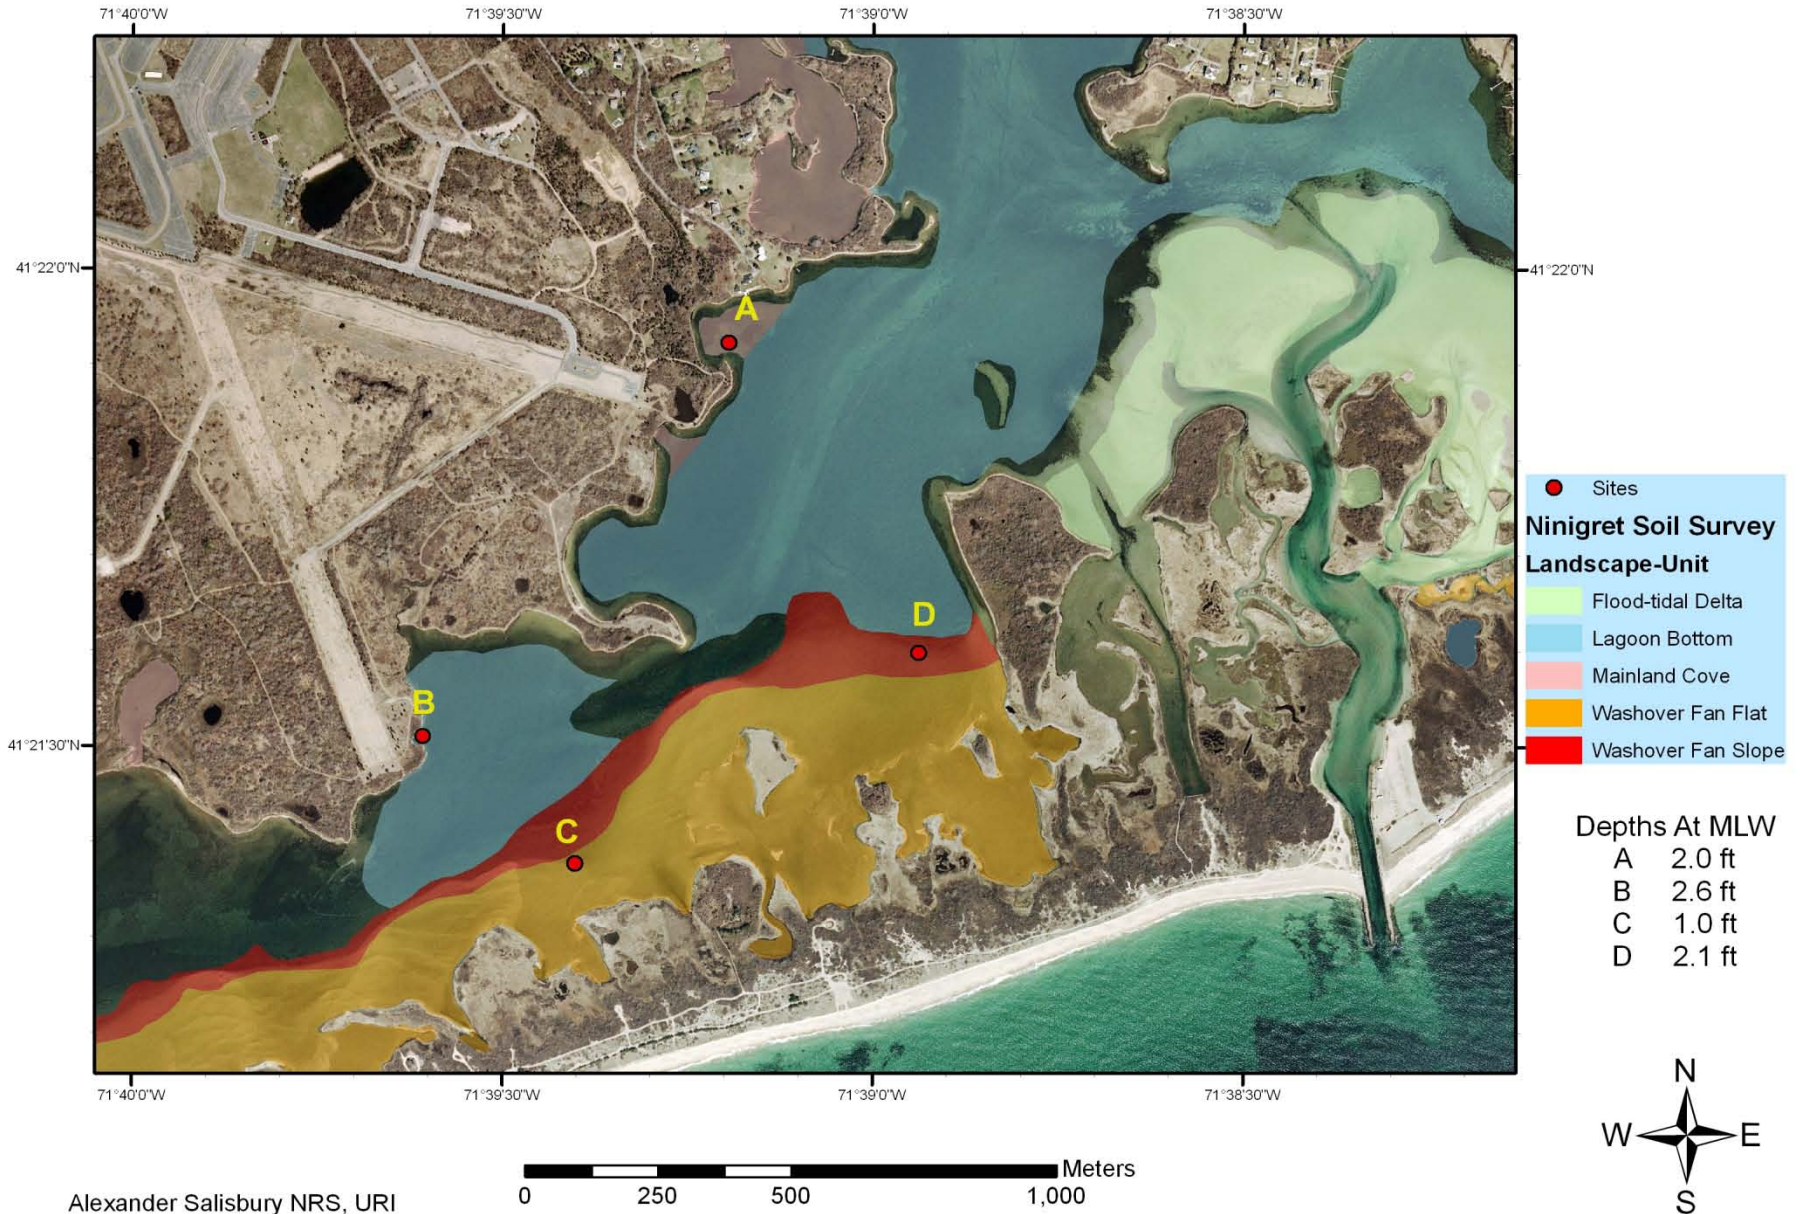 71°40'0"W 71°39'30"W 71°39'0"W 71°38'30"W
41°22'0"N 41°22'0"N
A
Sites
Ninigret Soil Survey
Landscape-Unit
Flood-tidal Delta
D
Lagoon Bottom
Mainland Cove
B
Washover Fan Flat
41°21'30"N
Washover Fan Slope
C
Depths At MLW
A 2.0 ft
B 2.6 ft
C 1.0 ft
D 2.1 ft
71°40'0"W 71°39'30"W 71°39'0"W 71°38'30"W
N
W E
S
Meters
0 250 500 1,000
Alexander Salisbury NRS, URI